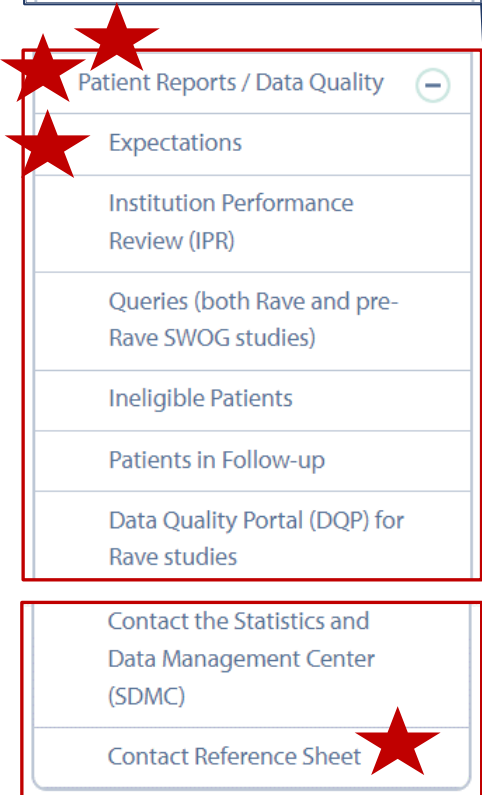 Patient Reports / Data Quality
Expectations
Institution Performance
Review (IPR)
Queries (both Rave and pre-
Rave SWOG studies)
Ineligible Patients
Patients in Follow-up
Data Quality Portal (DQP) for
Rave studies
Contact the Statistics and
Data Management Center
(SDMC)
Contact Reference Sheet